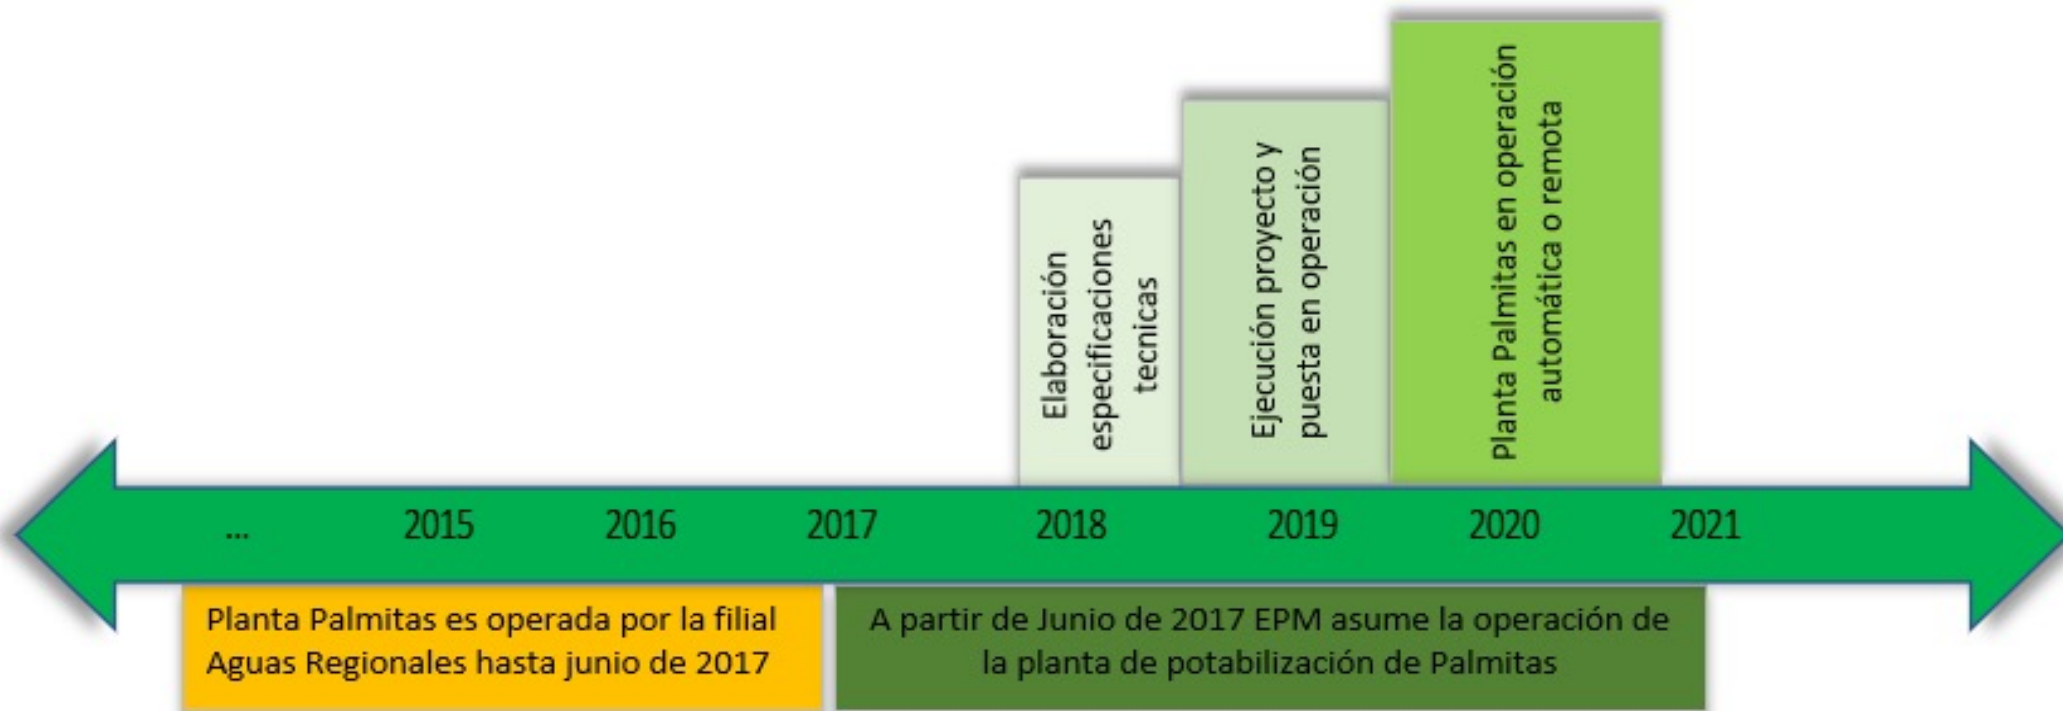 Elaboración
especificaciones
tecnicas
Ejecución proyecto y
puesta en operación
Planta Palmitas en operación
automática o remota
... 2015 2016 2017 2018 2019 2020 2021
Planta Palmitas es operada por la filial
Aguas Regionales hasta junio de 2017
A partir de Junio de 2017 EPM asume la operación de
la planta de potabilización de Palmitas